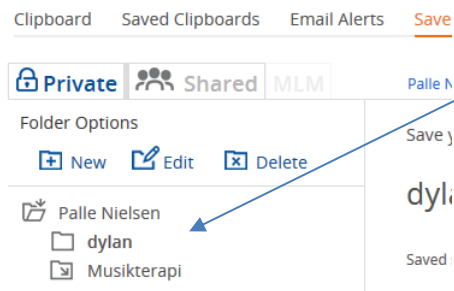 Clipboard Saved Clipboards Email Alerts Save
Private Shared MLM
Palle N
Folder Options
Save y
New Edit Delete
dyla
Palle Nielsen
dylan
Musikterapi
Saved